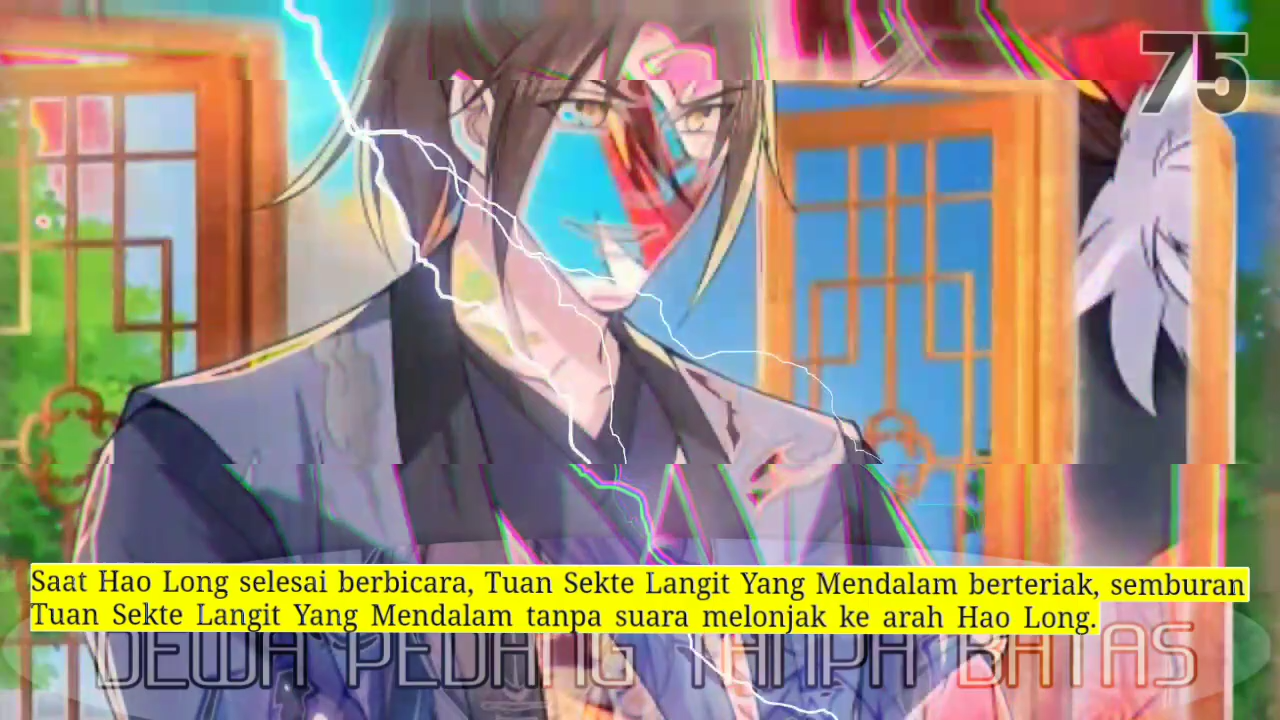 75
Saat Hao Long selesai berbicara, Tuan Sekte Langit Yang Mendalam berteriak, semburan
Tuan Sekte Langit Yang Mendalam tanpa suara melonjak ke arah Hao Long.
DEWA PEDANG TANPA BATAS